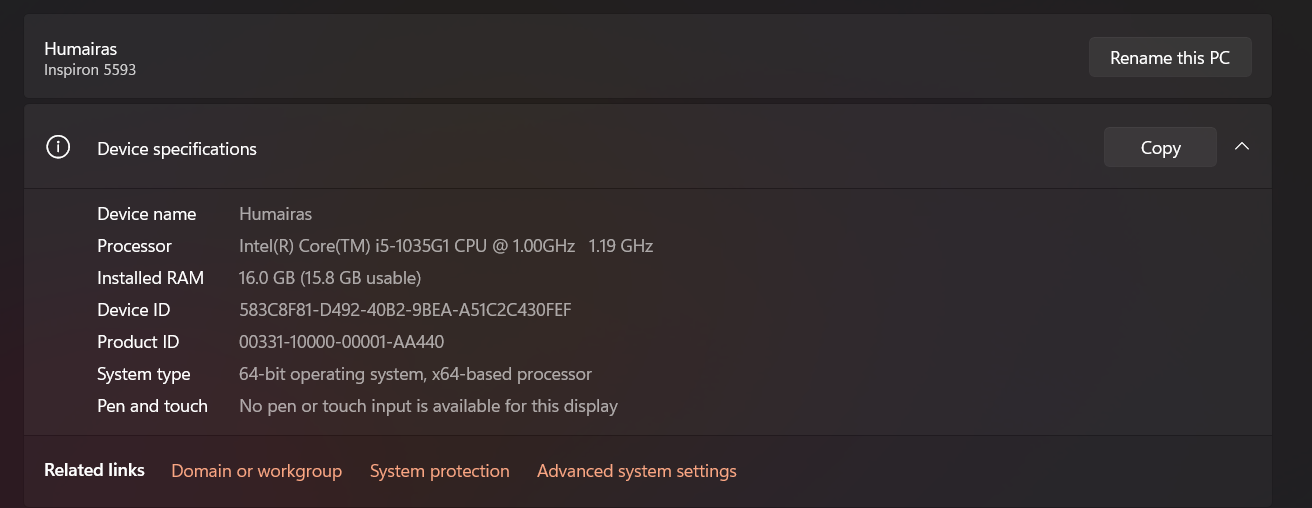 Humairas
Inspiron 5593
Rename this PC
Device specifications
Copy
Device name Humairas
Processor Intel(R) Core(TM) i5-1035G1 CPU @ 1.00GHz 1.19 GHz
Installed RAM 16.0 GB (15.8 GB usable)
Device ID 583C8F81-D492-40B2-9BEA-A51C2C430FEF
Product ID 00331-10000-00001-AA440
System type 64-bit operating system, x64-based processor
Pen and touch No pen or touch input is available for this display
Related links Domain or workgroup System protection Advanced system settings